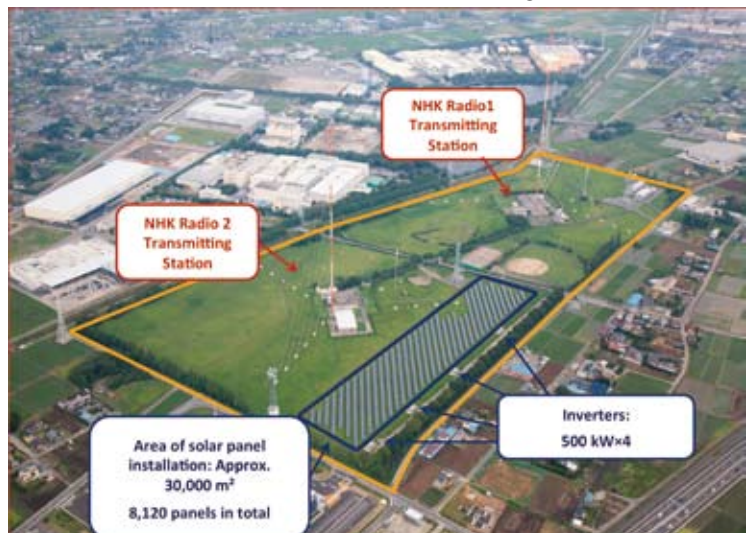 NHK Radio1
Transmitting
Station
NHK Radio 2
Transmitting
Station
Inverters:
500 kW×4
Area of solar panel
installation: Approx.
30,000 m²
8,120 panels in total